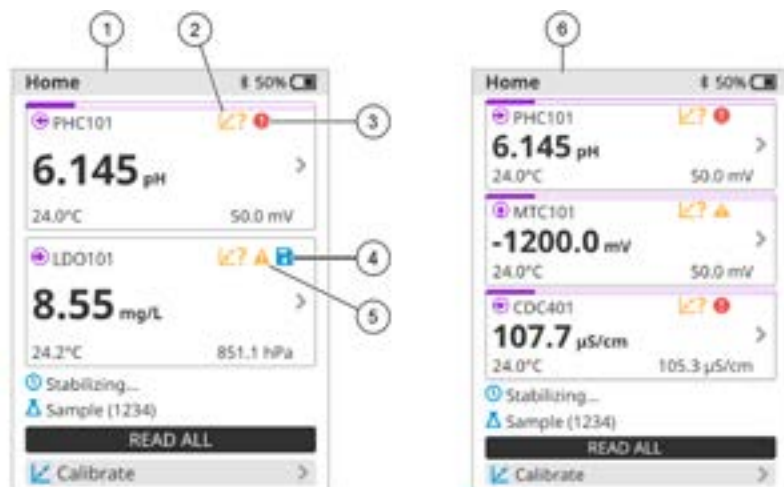 1
2
6
Home
50%
PHC101
?
3
6.145 pH
24.0°C 50.0 mV
LDO101
?
4
8.55 mg/L
5
24.2°C 851.1 hPa
Stabilizing...
Sample (1234)
READ ALL
Calibrate
Home
50%
PHC101
?
6.145 pH
24.0°C 50.0 mV
MTC101
?
-1200.0 mV
24.0°C 50.0 mV
CDC401
?
107.7 µS/cm
24.0°C 105.3 µS/cm
Stabilizing...
Sample (1234)
READ ALL
Calibrate